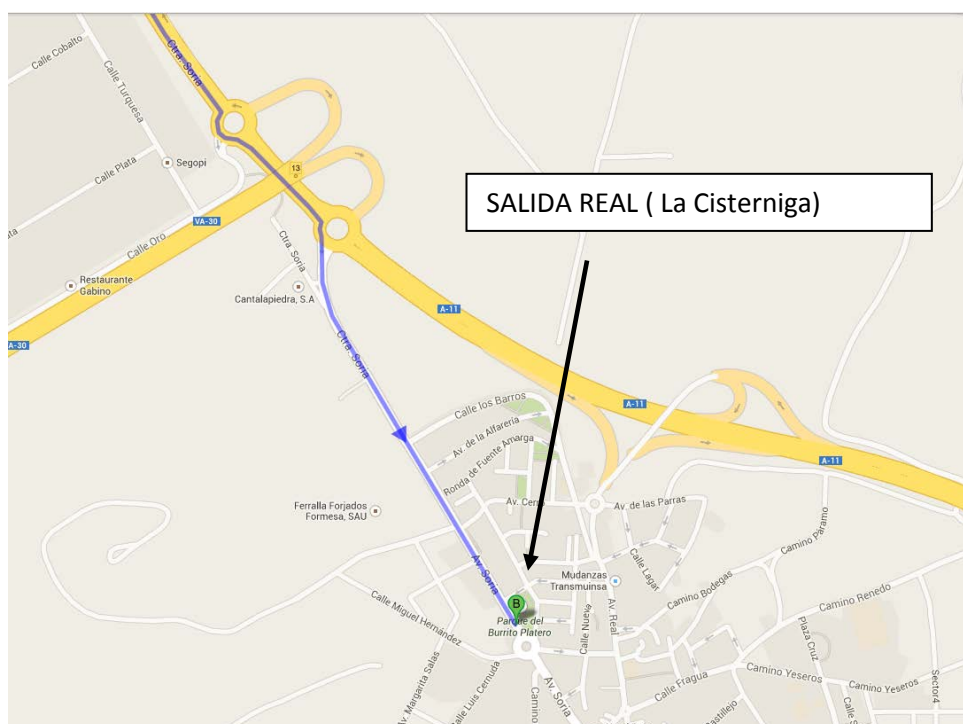 Calle Cobalto
Calle Turquesa
Ctra. Soria
Calle Plata
Segopi
13
VA-30
Calle Oro
Ctra. Soria
Restaurante
Gabino
Cantalapiedra, S.A
SALIDA REAL ( La Cisterniga)
A-30
A-11
Ctra. Soria
A-11
A-11
Calle los Barros
Av. de la Alfarería
Ronda de Fuente Amarga
Av. Cerro
Av. de las Parras
Ferralla Forjados
Formesa, SAU
Camino Páramo
Calle Lagar
Av. Soria
Mudanzas
Transmuinsa
Camino Bodegas
Camino Renedo
B
Parque del
Burrito Platero
Calle Miguel Hernández
Calle Nueva
Av. Real
Plaza Cruz
Av. Margarita Salas
Calle Luis Cernuda
Camino
Av. Soria
Calle Fragua
Camino Yeseros
Camino Yeseros
Sector4
Calle S